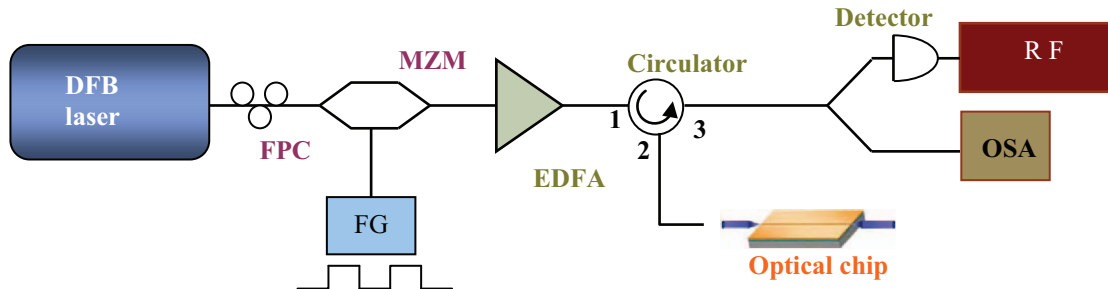 Detector
R F
MZM
Circulator
DFB
laser
1
3
2
FPC
OSA
EDFA
FG
Optical chip